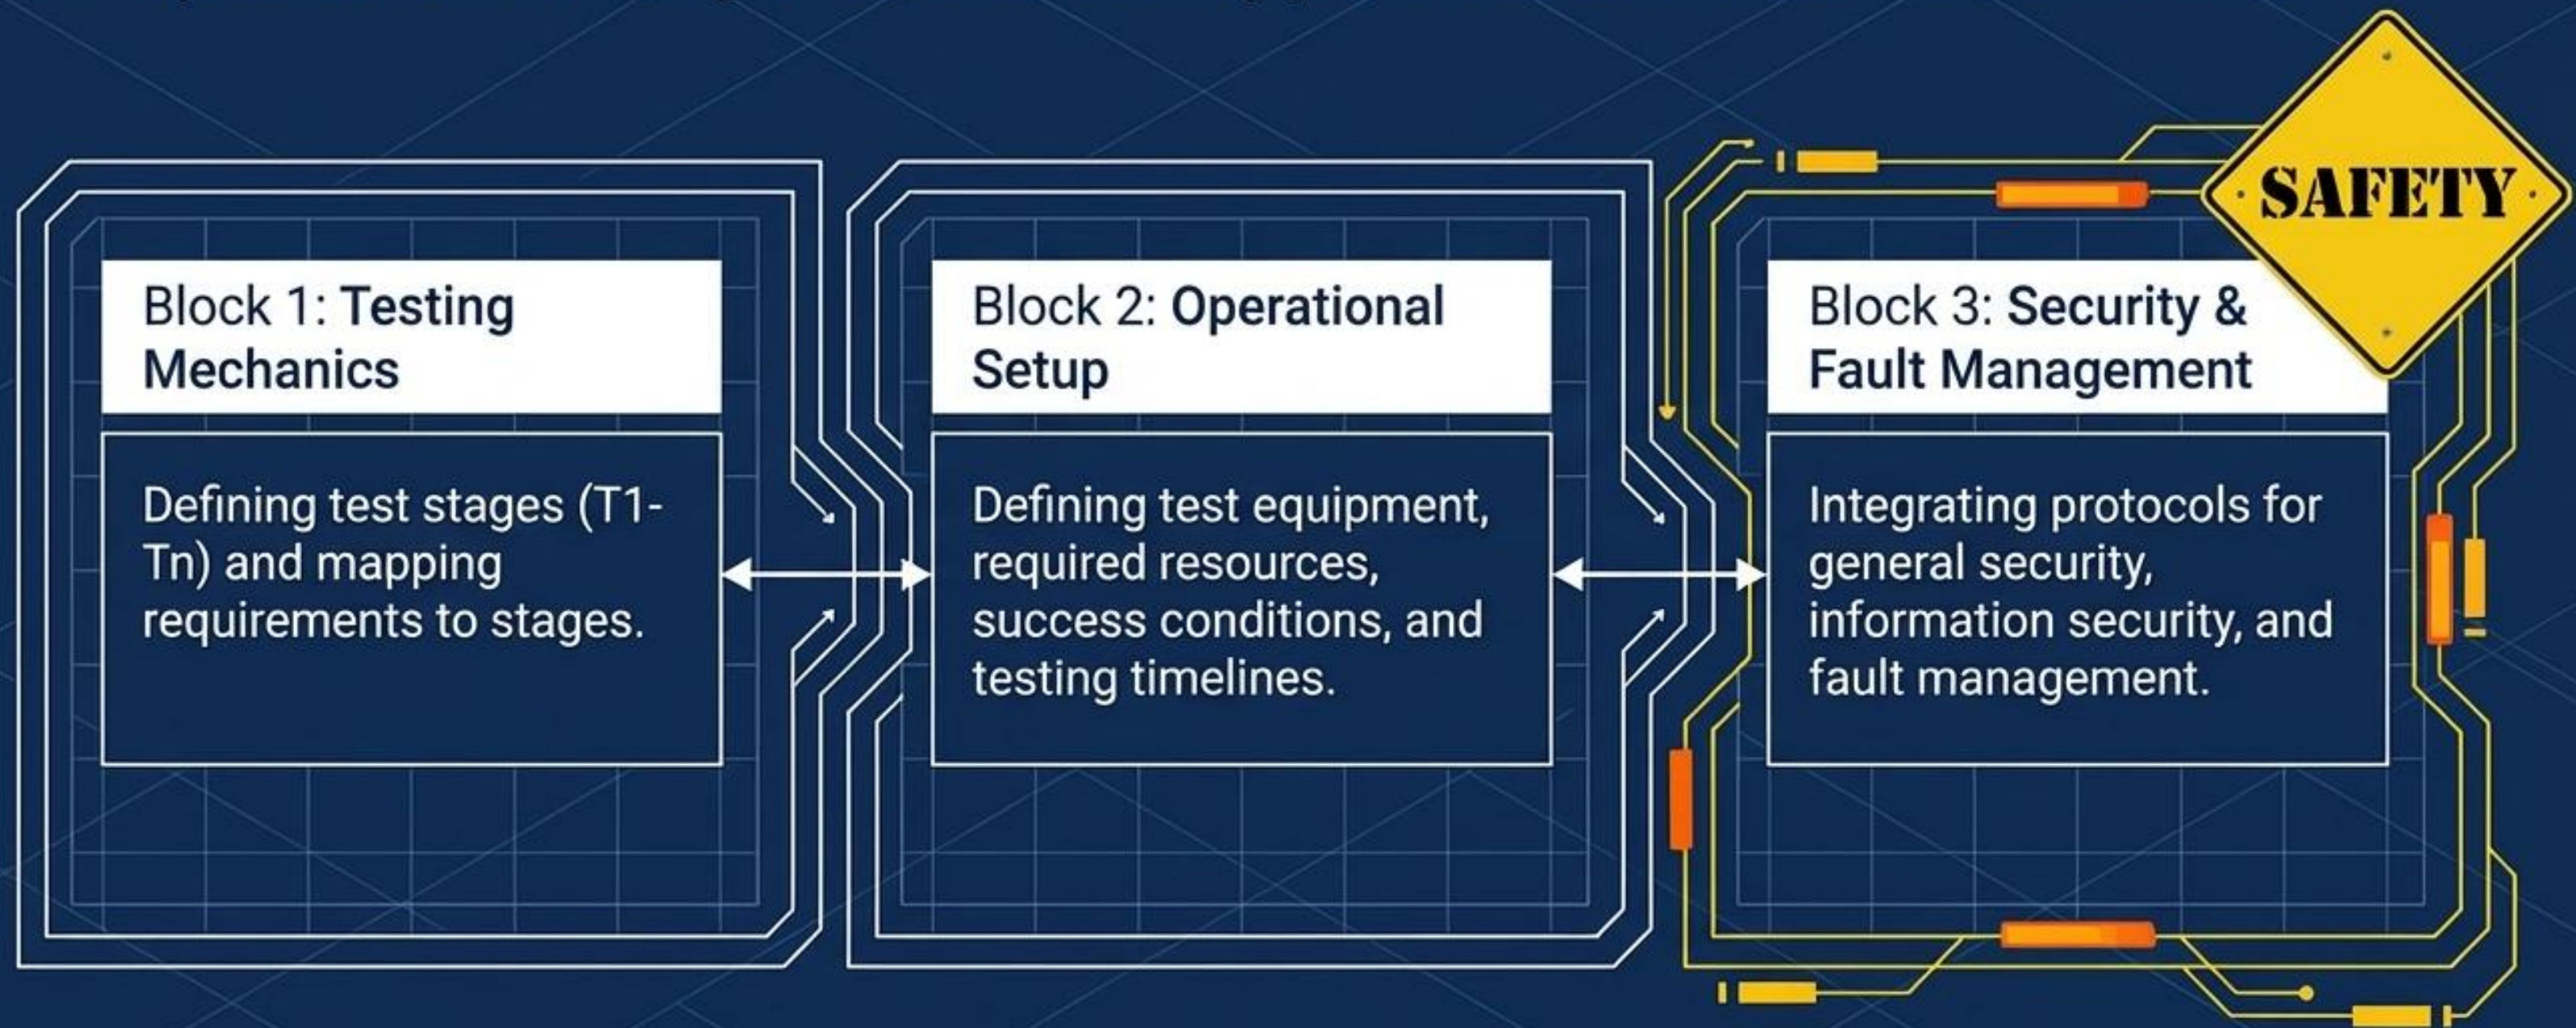 SAFETY
Block 1: Testing
Mechanics
Defining test stages (T1-
Tn) and mapping
requirements to stages.
Block 2: Operational
Setup
Defining test equipment,
required resources,
success conditions, and
testing timelines.
Block 3: Security &
Fault Management
Integrating protocols for
general security,
information security, and
fault management.